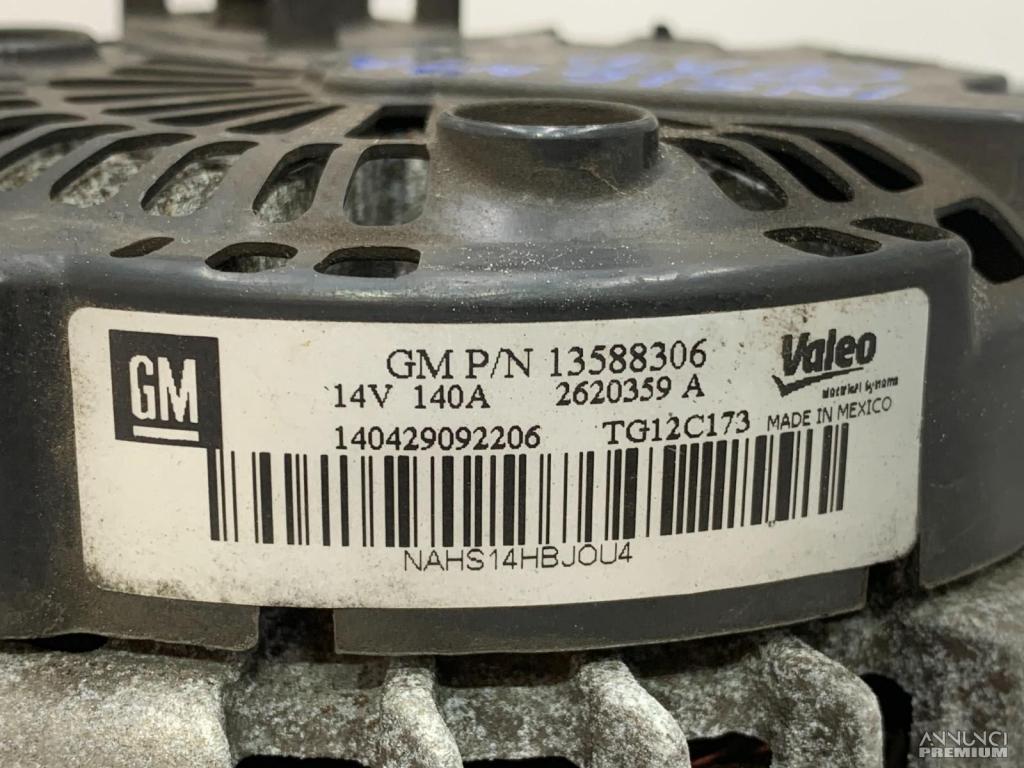 GM
GM P/N 13588306
14V 140A 2620359 A
140429092206 TG12C173
Valeo
MADE IN MEXICO
NAHS14HBJOU4
ANNUNCI
PREMIUM